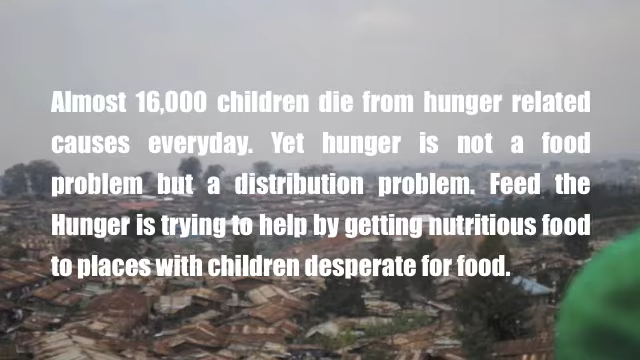 Almost 16,000 children die from hunger related
causes everyday. Yet hunger is not a food
problem but a distribution problem. Feed the
Hunger is trying to help by getting nutritious food
to places with children desperate for food.